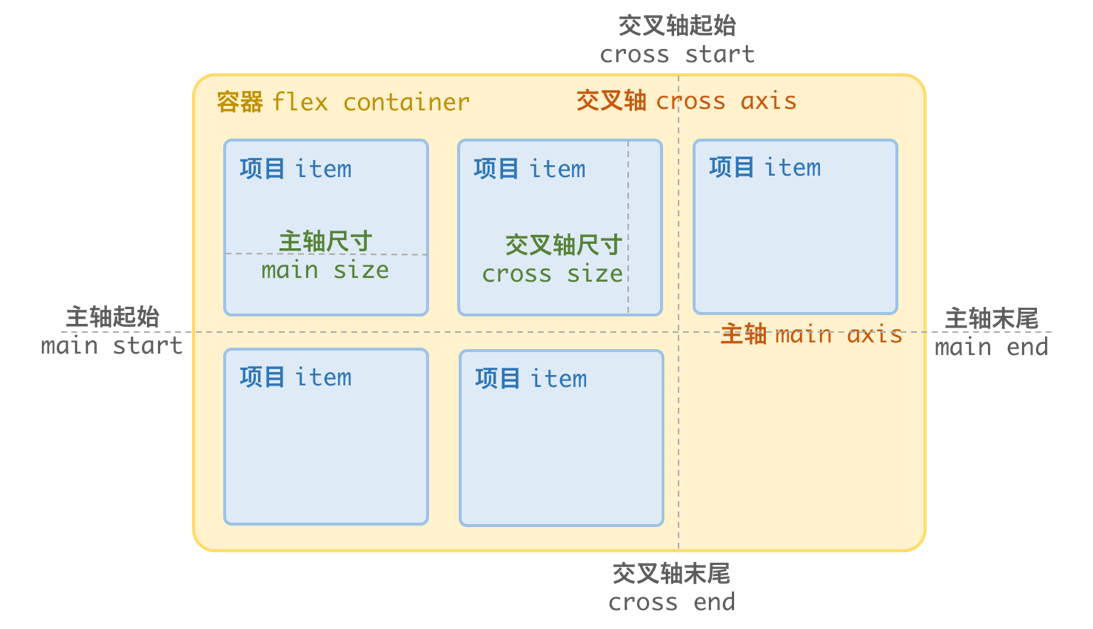 交叉轴起始
cross start
容器 flex container
交叉轴 cross axis
项目 item
项目 item
项目 item
主轴尺寸
main size
交叉轴尺寸
cross size
主轴起始
main start
主轴 main axis
主轴末尾
main end
项目 item
项目 item
交叉轴末尾
cross end